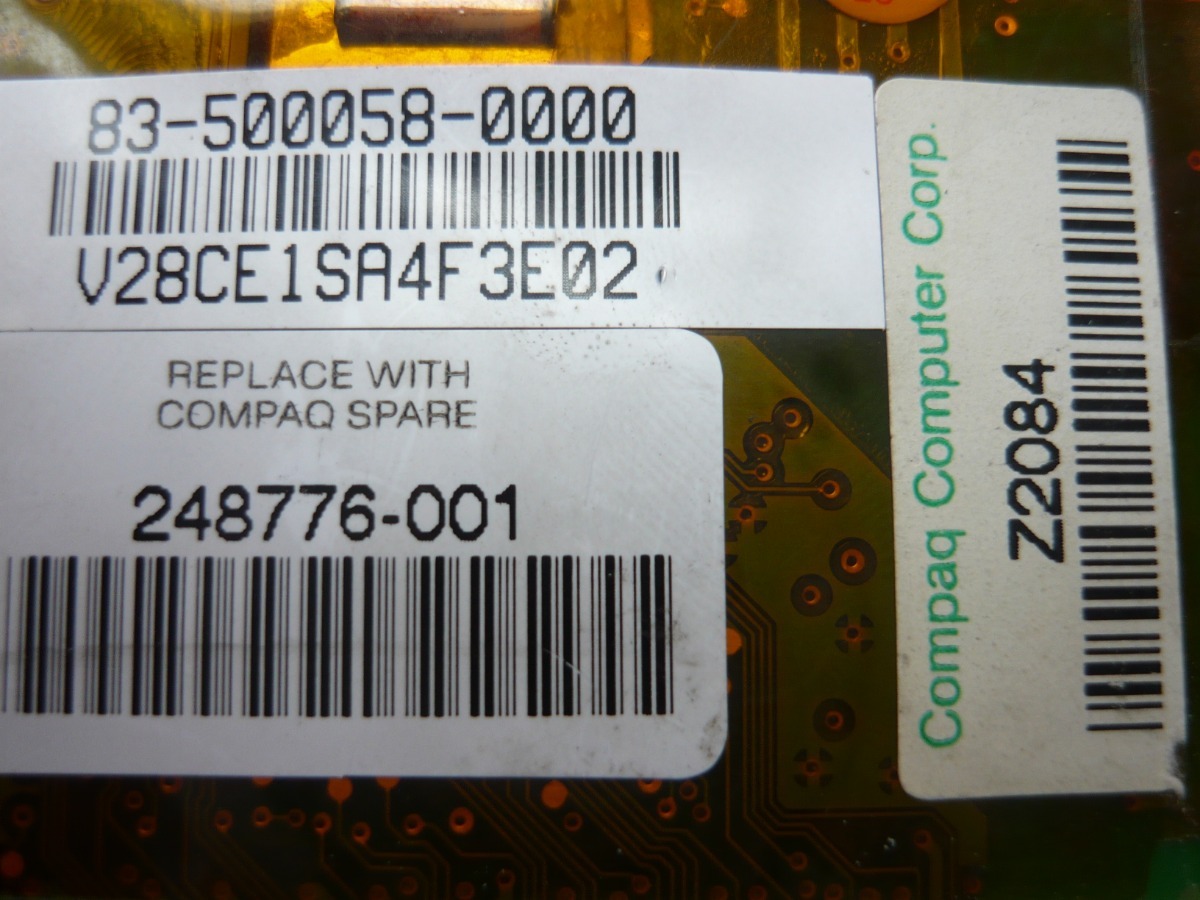 83-500058-0000
V28CE1SA4F3E02
REPLACE WITH
COMPAQ SPARE
248776-001
Compaq Computer Corp.
Z2084